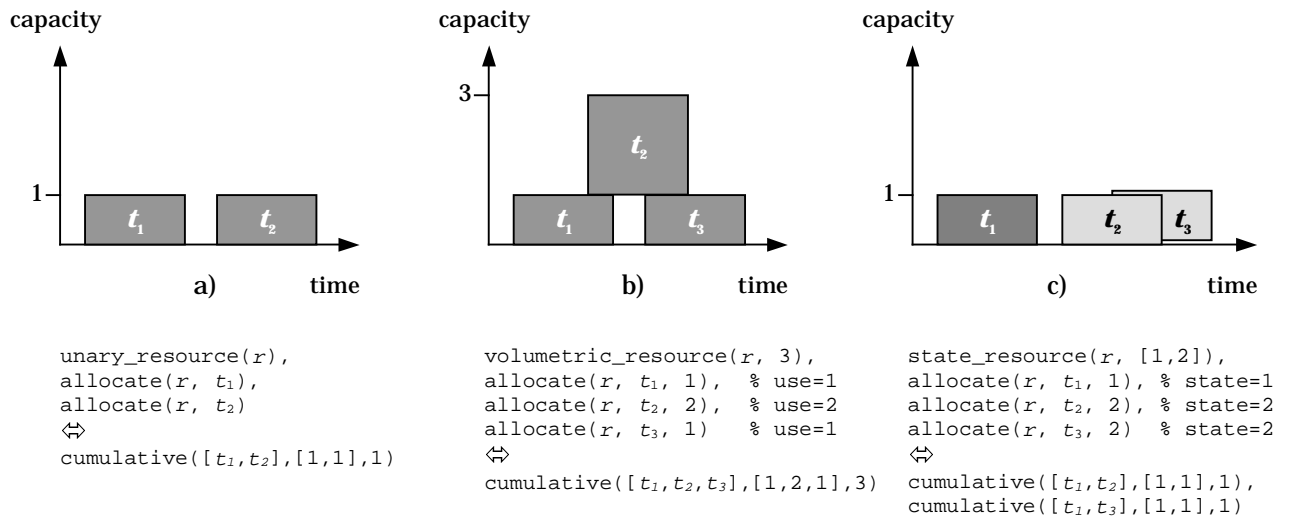 capacity
1
t₁
t₂
a)
time
unary_resource(r),
allocate(r, t₁),
allocate(r, t₂)
⇔
cumulative([t₁,t₂],[1,1],1)
capacity
3
t₂
t₁
t₃
b)
time
volumetric_resource(r, 3),
allocate(r, t₁, 1), % use=1
allocate(r, t₂, 2), % use=2
allocate(r, t₃, 1) % use=1
⇔
cumulative([t₁,t₂,t₃],[1,2,1],3)
capacity
1
t₁
t₂
t₃
c)
time
state_resource(r, [1,2]),
allocate(r, t₁, 1), % state=1
allocate(r, t₂, 2), % state=2
allocate(r, t₃, 2) % state=2
⇔
cumulative([t₁,t₂],[1,1],1),
cumulative([t₁,t₃],[1,1],1)